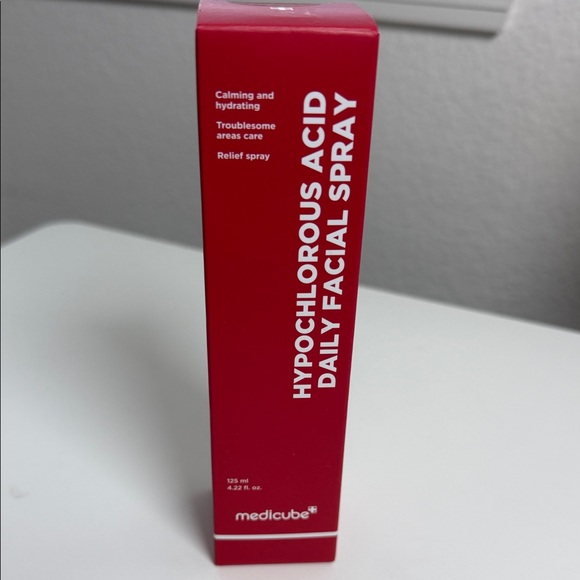 Calming and
hydrating
Troublesome
areas care
Relief spray
HYPOCHLOROUS ACID
DAILY FACIAL SPRAY
125 ml
4.22 fl. oz.
medicube